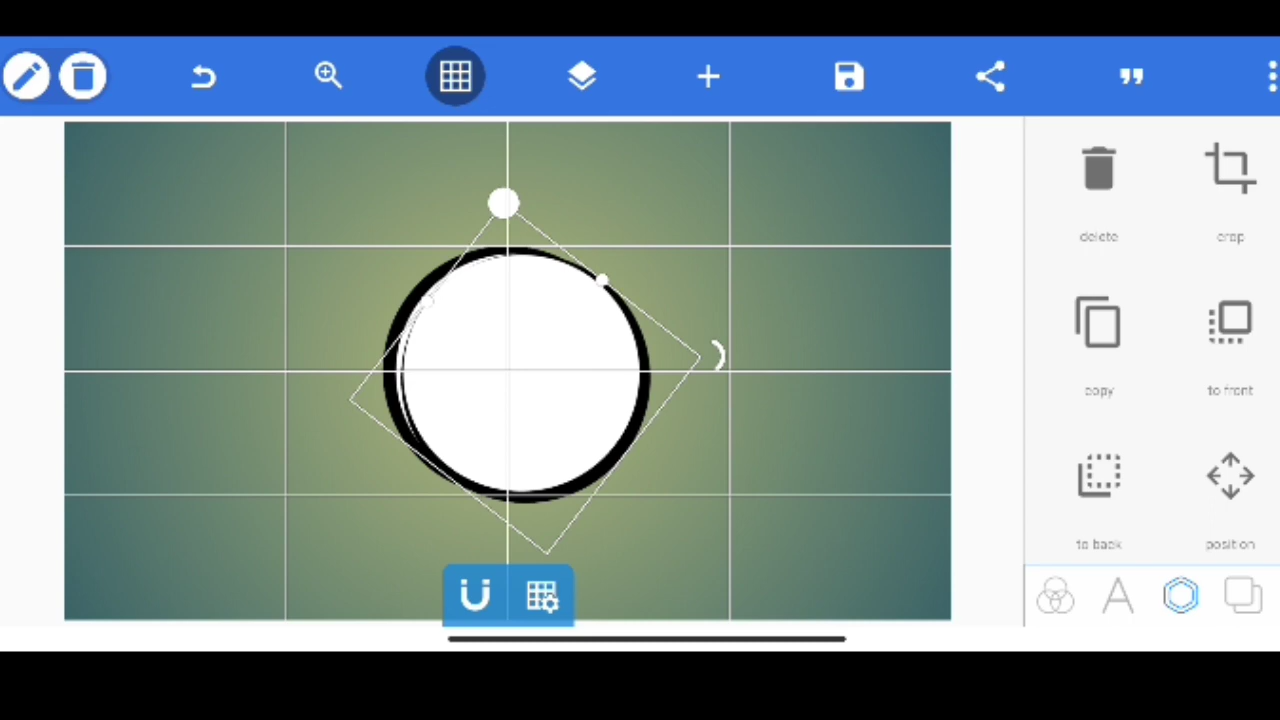 delete
crop
copy
to front
to back
position